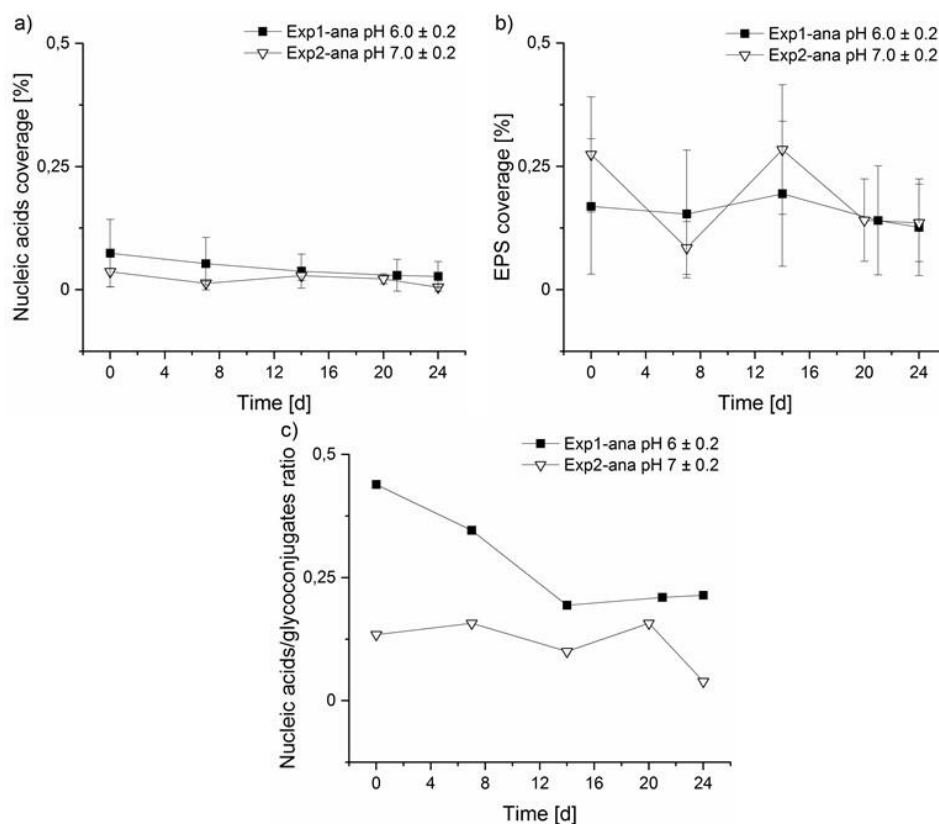 a)
Exp1-ana pH 6.0 ± 0.2
Exp2-ana pH 7.0 ± 0.2
Nucleic acids coverage [%]
0,5
0,25
0
0 4 8 12 16 20 24
Time [d]
b)
Exp1-ana pH 6.0 ± 0.2
Exp2-ana pH 7.0 ± 0.2
EPS coverage [%]
0,5
0,25
0
0 4 8 12 16 20 24
Time [d]
c)
Exp1-ana pH 6 ± 0.2
Exp2-ana pH 7 ± 0.2
Nucleic acids/glycoconjugates ratio
0,5
0,25
0
0 4 8 12 16 20 24
Time [d]